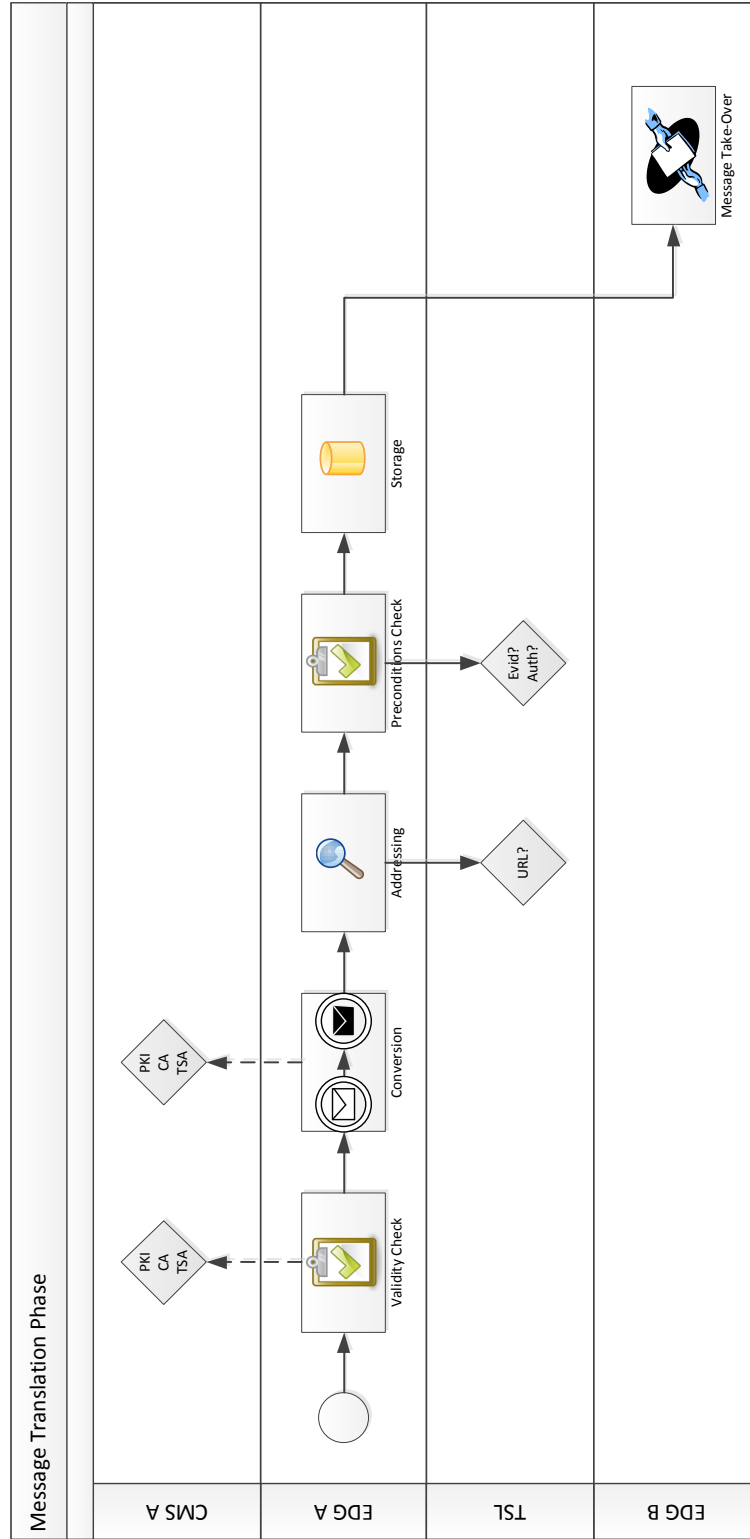 Message Translation Phase
CMS A
PKI
CA
TSA
PKI
CA
TSA
EDG A
Validity Check
Conversion
Addressing
Preconditions Check
Storage
TSL
URL?
Evid?
Auth?
EDG B
Message Take-Over